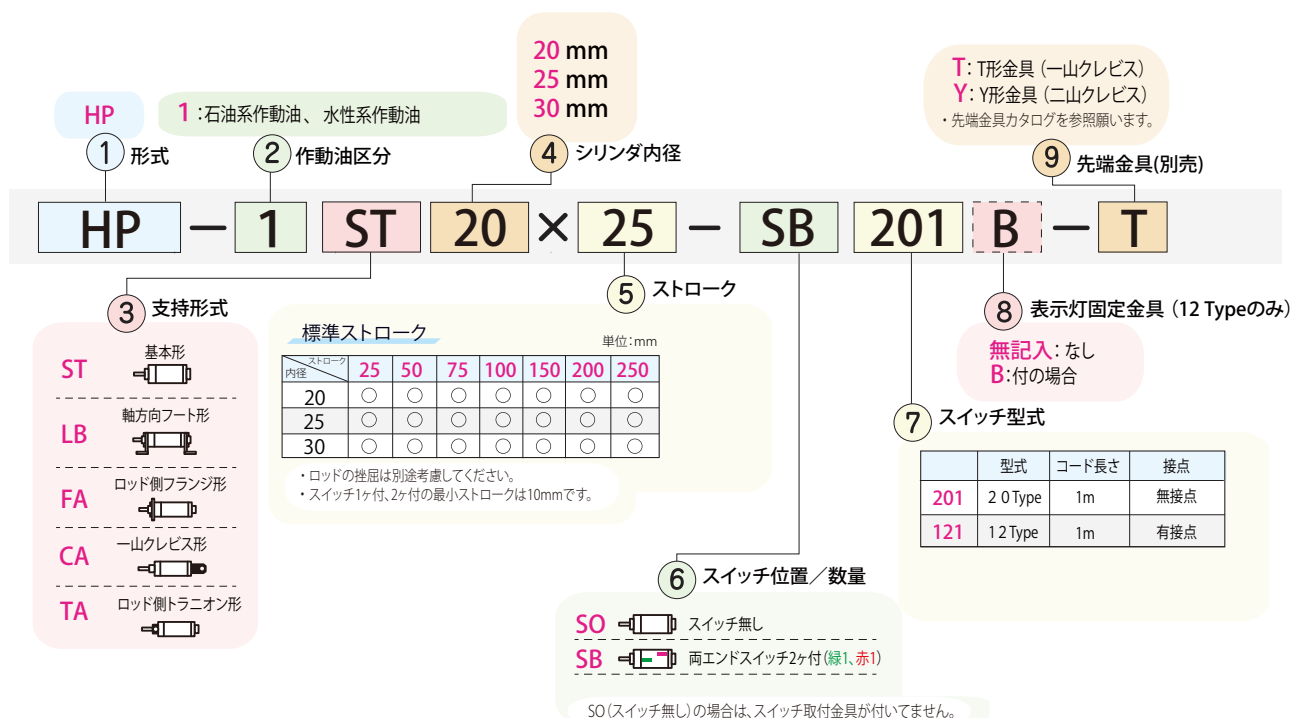 HP
① 形式
1：石油系作動油、水性系作動油
② 作動油区分
20 mm
25 mm
30 mm
④ シリンダ内径
T：T形金具（一山クレビス）
Y：Y形金具（二山クレビス）
・先端金具カタログを参照願います。
⑨ 先端金具(別売)
HP － 1 ST 20 × 25 － SB 201 B － T
③ 支持形式
ST 基本形
LB 軸方向フート形
FA ロッド側フランジ形
CA 一山クレビス形
TA ロッド側トラニオン形
⑤ ストローク
標準ストローク
単位：mm
ストローク
内径 25 50 75 100 150 200 250
20 ○ ○ ○ ○ ○ ○ ○
25 ○ ○ ○ ○ ○ ○ ○
30 ○ ○ ○ ○ ○ ○ ○
・ロッドの挫屈は別途考慮してください。
・スイッチ1ヶ付、2ヶ付の最小ストロークは10mmです。
⑧ 表示灯固定金具（12 Typeのみ）
無記入：なし
B：付の場合
⑦ スイッチ型式
型式 コード長さ 接点
201 20Type 1m 無接点
121 12Type 1m 有接点
⑥ スイッチ位置／数量
SO スイッチ無し
SB 両エンドスイッチ2ヶ付(緑1、赤1)
SO（スイッチ無し）の場合は、スイッチ取付金具が付いてません。